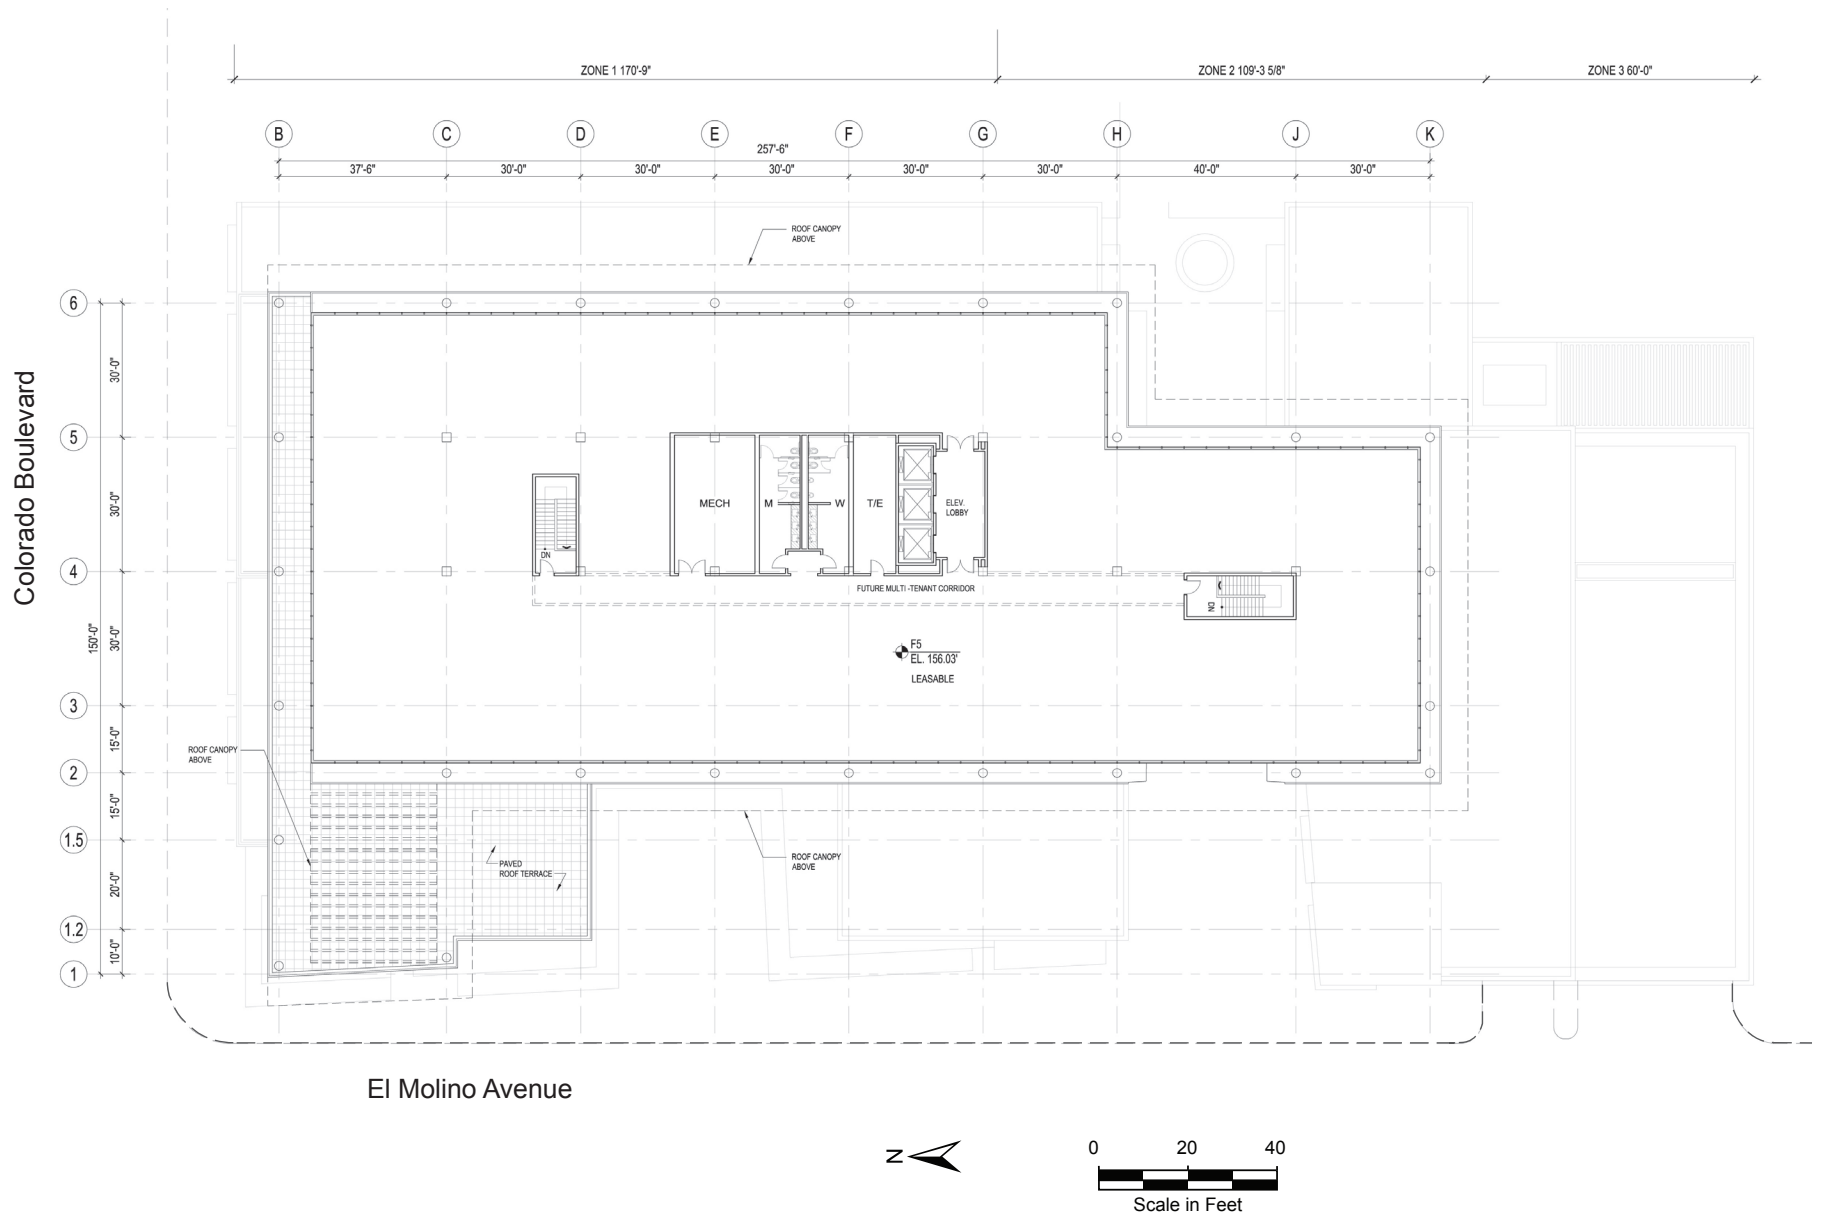 ZONE 1 170'-9"
ZONE 2 109'-3 5/8"
ZONE 3 60'-0"
B
C
D
E
F
G
H
J
K
257'-6"
37'-6"
30'-0"
30'-0"
30'-0"
30'-0"
30'-0"
40'-0"
30'-0"
ROOF CANOPY
ABOVE
6
5
4
3
2
1.5
1.2
1
30'-0"
30'-0"
30'-0"
15'-0"
15'-0"
20'-0"
10'-0"
150'-0"
Colorado Boulevard
MECH
M
W
T/E
ELEV.
LOBBY
DN
FUTURE MULTI -TENANT CORRIDOR
DN
F5
EL. 156.03'
LEASABLE
ROOF CANOPY
ABOVE
PAVED
ROOF TERRACE
ROOF CANOPY
ABOVE
El Molino Avenue
N
0 20 40
Scale in Feet